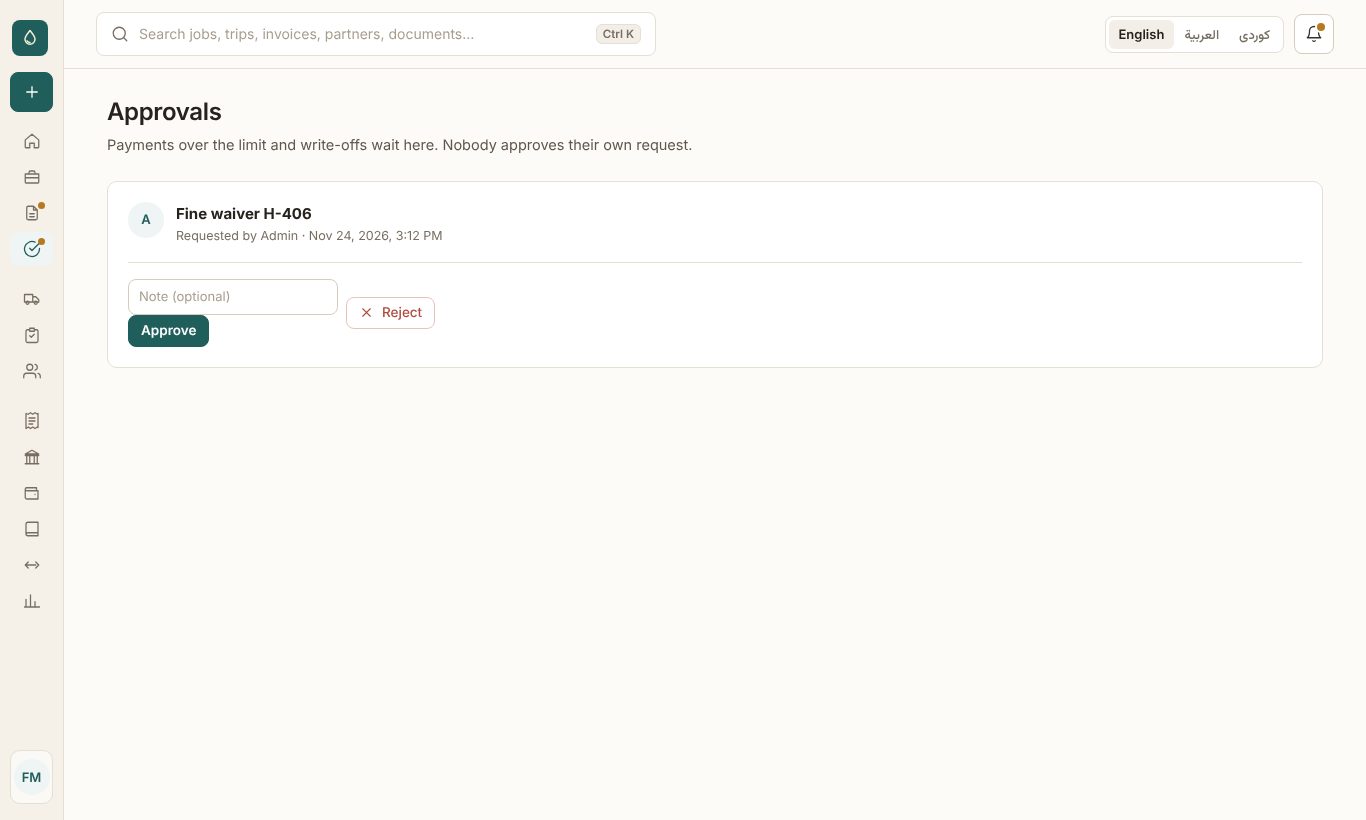 Search jobs, trips, invoices, partners, documents...
Ctrl K
English
العربية
كوردی
Approvals
Payments over the limit and write-offs wait here. Nobody approves their own request.
A
Fine waiver H-406
Requested by Admin · Nov 24, 2026, 3:12 PM
Note (optional)
Reject
Approve
FM